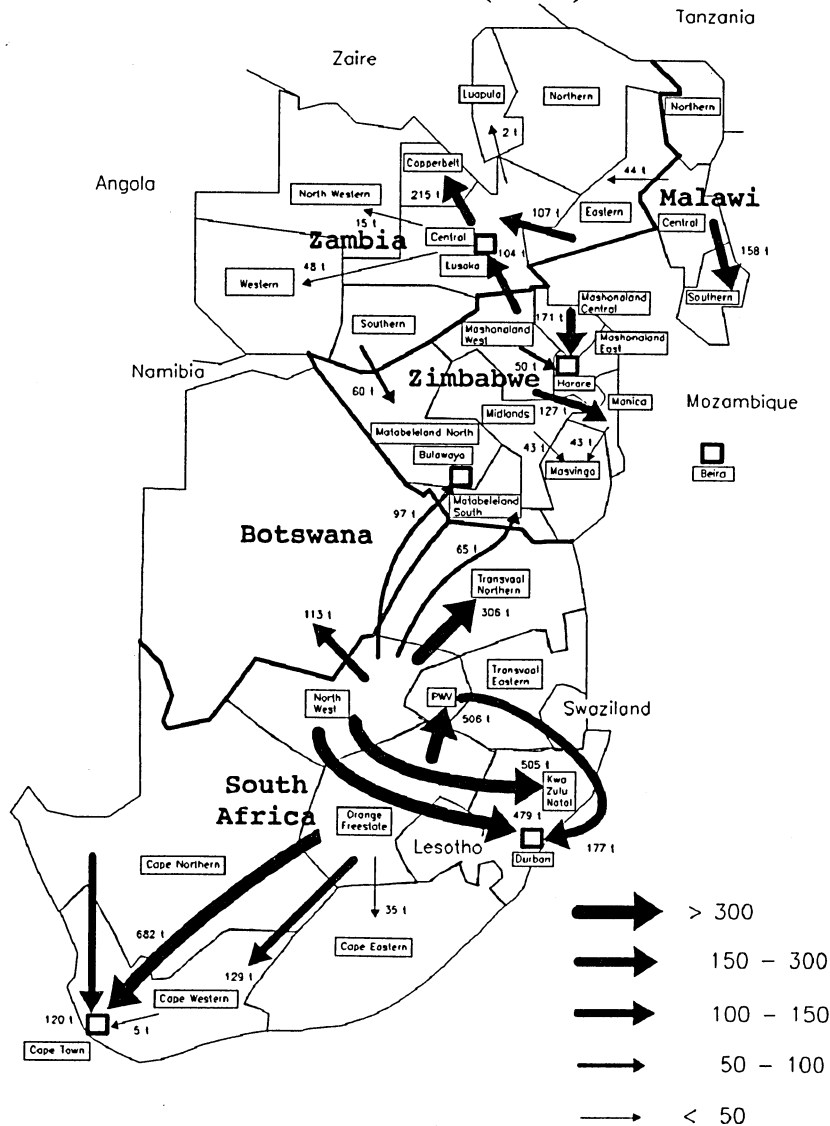 Tanzania
Zaire
Luapula
Northern
Northern
2 t
Copperbelt
44 t
Angola
North Western
215 t
Malawi
107 t
Eastern
15 t
Central
Central
Zambia
104 t
158 t
Lusaka
48 t
Western
Southern
Mashonaland
Central
Southern
171 t
Mashonaland
West
Mashonaland
East
50 t
Namibia
Zimbabwe
Harare
60 t
Manica
Mozambique
127 t
Midlands
Matabeleland North
43 t
43 t
Bulawayo
Masvingo
Beira
Matabeleland
South
97 t
Botswana
65 t
Transvaal
Northern
113 t
306 t
Transvaal
Eastern
North
West
PWV
Swaziland
506 t
505 t
South
Africa
Kwa
Zulu
Natal
Orange
Freestate
479 t
Lesotho
177 t
Durban
Cape Northern
35 t
> 300
682 t
Cape Eastern
150 - 300
129 t
Cape Western
120 t
5 t
100 - 150
Cape Town
50 - 100
< 50